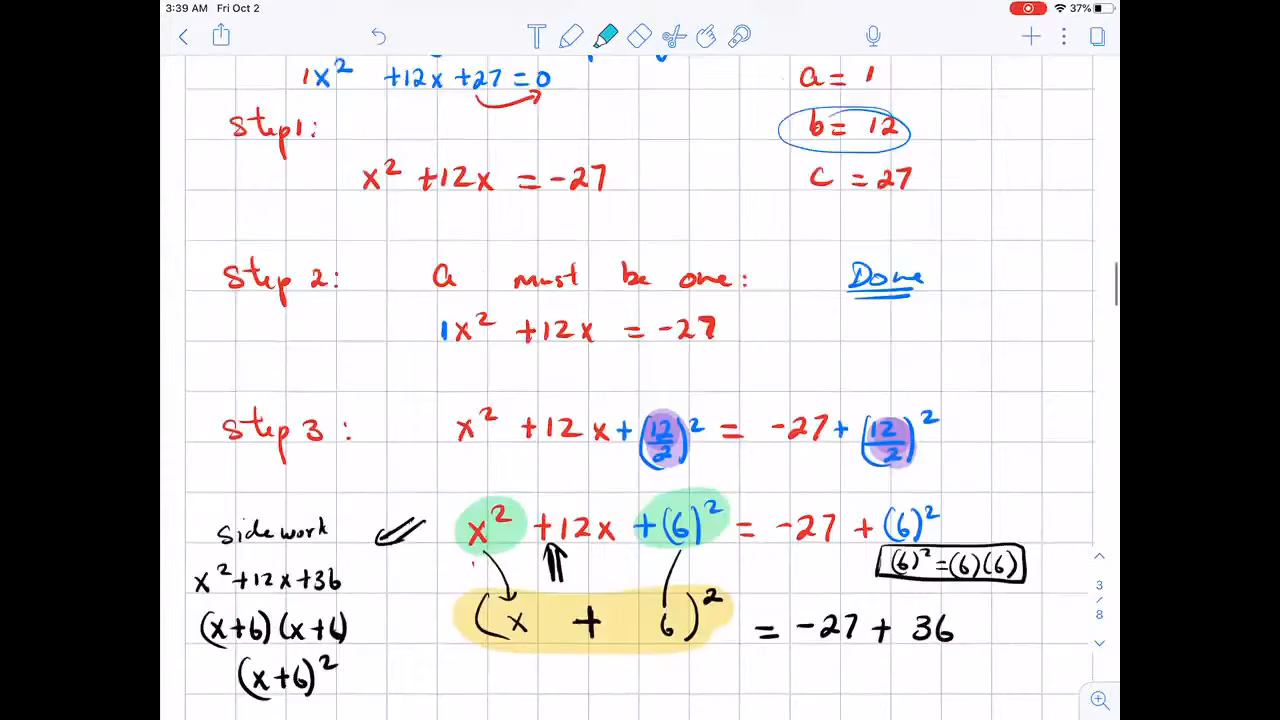 3:39 AM Fri Oct 2 37%
1x² +12x +27 = 0 a = 1
Step 1: b = 12
x² +12x = -27 c = 27
Step 2: a must be one: Done
1x² +12x = -27
Step 3: x² +12x + (12/2)² = -27 + (12/2)²
side work x² +12x +(6)² = -27 + (6)²
(6)² = (6)(6)
x² +12x +36
(x+6)(x+6) (x + 6)² = -27 + 36
(x+6)²
3
/
8